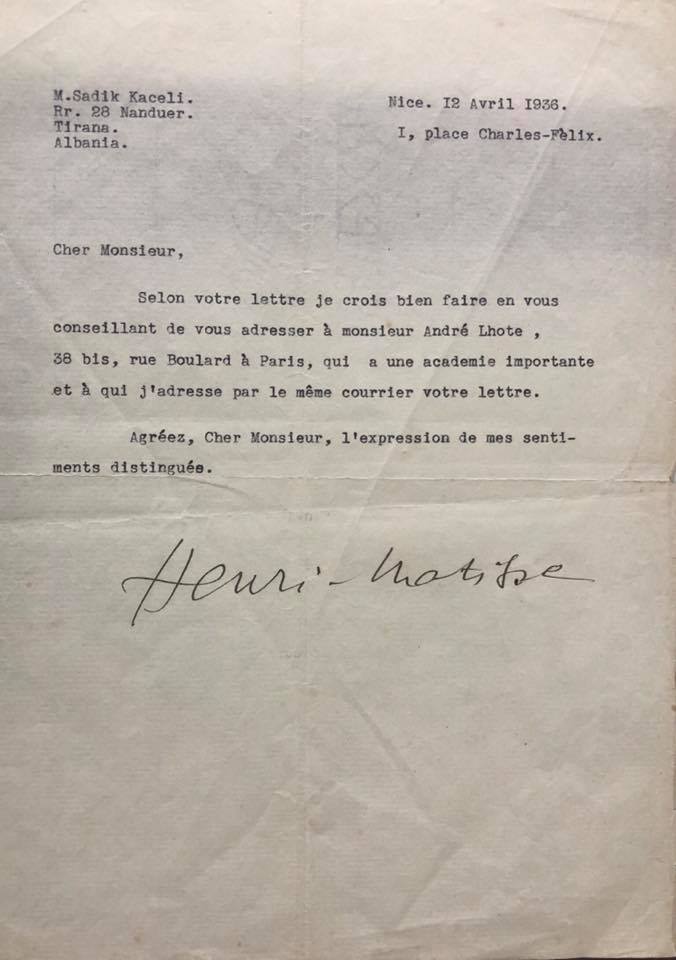 M.Sadik Kaceli.
Rr. 28 Nanduer.
Tirana.
Albania.
Nice. I2 Avril I936.
I, place Charles-Fèlix.
Cher Monsieur,
Selon votre lettre je crois bien faire en vous
conseillant de vous adresser à monsieur André Lhote ,
38 bis, rue Boulard à Paris, qui a une academie importante
et à qui j'adresse par le même courrier votre lettre.
Agréez, Cher Monsieur, l'expression de mes senti-
ments distingués.
Henri-Matisse